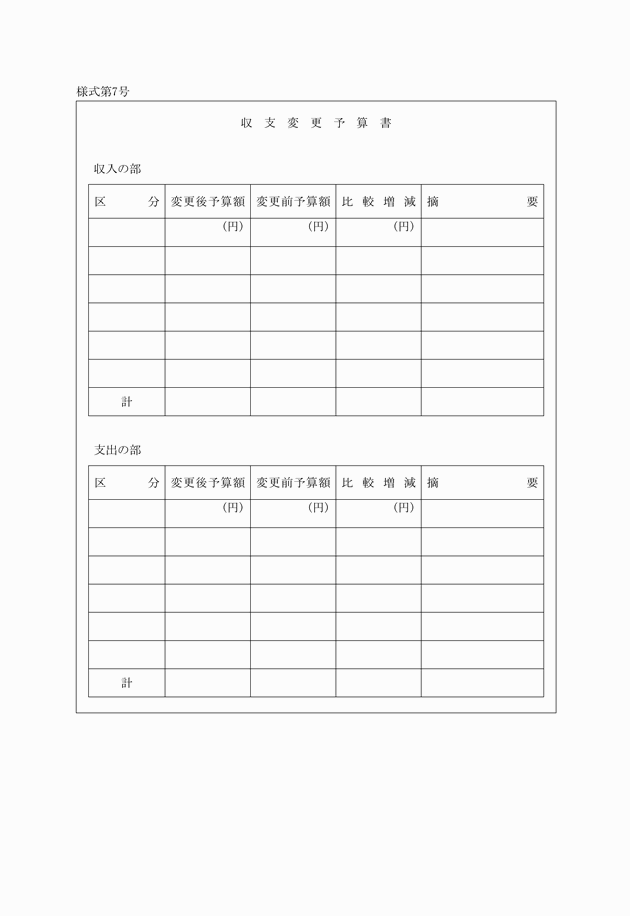 様式第7号
収支変更予算書
収入の部
区分 変更後予算額 変更前予算額 比較増減 摘要
(円) (円) (円)
計
支出の部
区分 変更後予算額 変更前予算額 比較増減 摘要
(円) (円) (円)
計